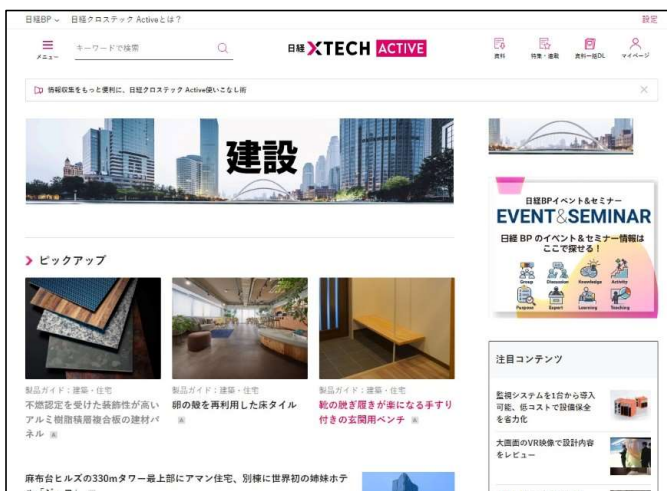 日経BP 日経クロステック Activeとは？
設定
メニュー
キーワードで検索
日経 XTECH ACTIVE
資料
特集・連載
資料一括DL
マイページ
情報収集をもっと便利に、日経クロステック Active使いこなし術
建設
日経BPイベント&セミナー
EVENT&SEMINAR
日経 BP のイベント&セミナー情報は
ここで探せる！
Group Discussion Knowledge Activity
Purpose Expert Learning Teaching
ピックアップ
製品ガイド：建築・住宅
不燃認定を受けた装飾性が高い
アルミ樹脂積層複合板の建材パ
ネル
製品ガイド：建築・住宅
卵の殻を再利用した床タイル
製品ガイド：建築・住宅
靴の脱ぎ履きが楽になる手すり
付きの玄関用ベンチ
注目コンテンツ
監視システムを1台から導入
可能、低コストで設備保全
を省力化
大画面のVR映像で設計内容
をレビュー
麻布台ヒルズの330mタワー最上部にアマン住宅、別棟に世界初の姉妹ホテ